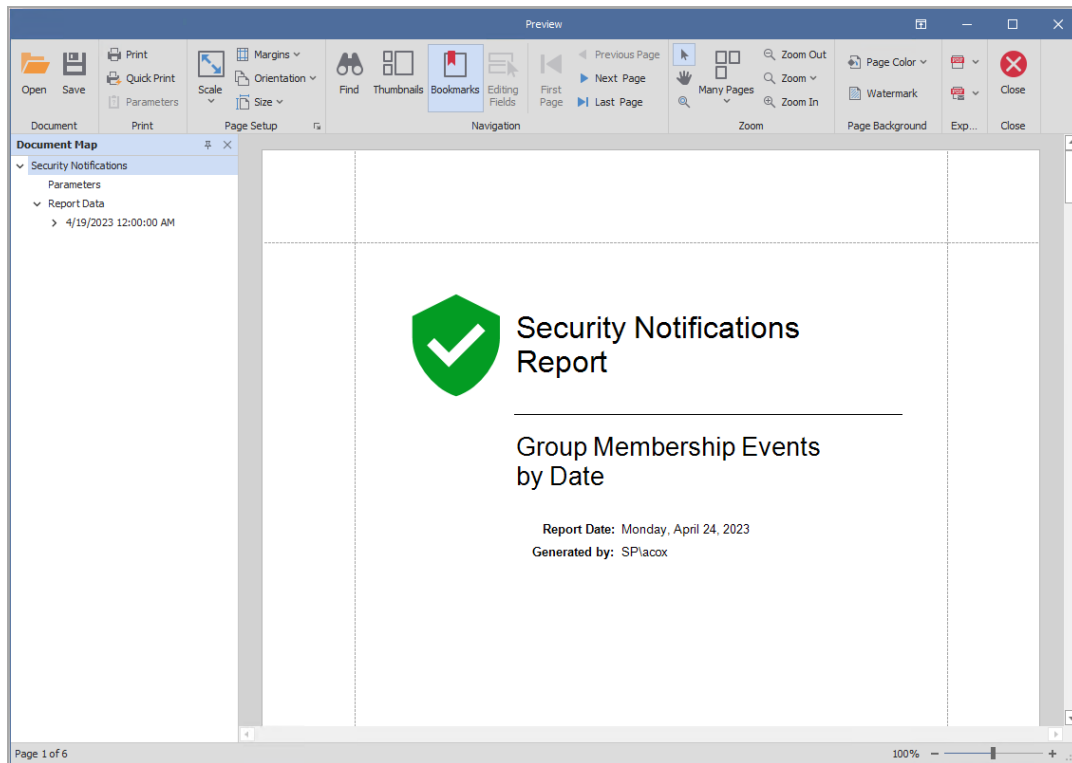 Preview
Open
Save
Print
Quick Print
Parameters
Scale
Margins
Orientation
Size
Find
Thumbnails
Bookmarks
Editing
Fields
First
Page
Previous Page
Next Page
Last Page
Many Pages
Zoom Out
Zoom
Zoom In
Page Color
Watermark
Close
Document
Print
Page Setup
Navigation
Zoom
Page Background
Exp...
Close
Document Map
Security Notifications
Parameters
Report Data
4/19/2023 12:00:00 AM
Security Notifications
Report
Group Membership Events
by Date
Report Date: Monday, April 24, 2023
Generated by: SP\acox
Page 1 of 6
100%